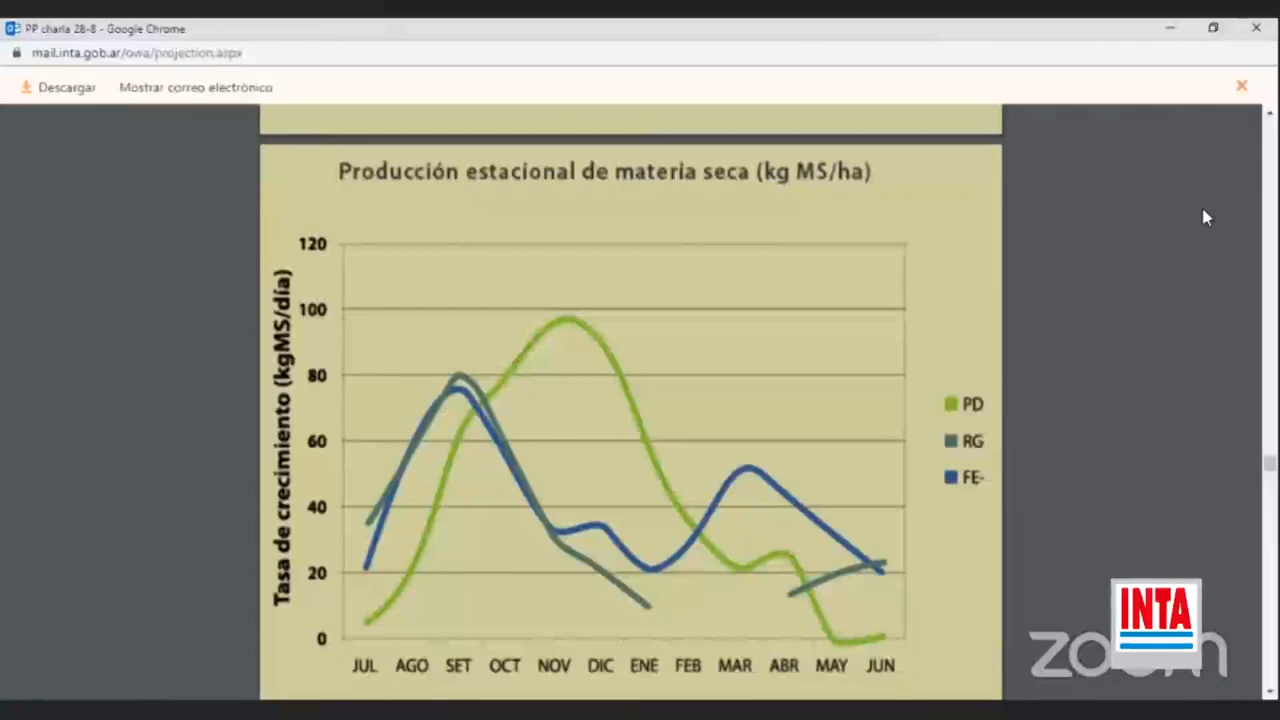 PP charla 28-8 - Google Chrome
mail.inta.gob.ar/owa/projection.aspx
Descargar Mostrar correo electrónico
Producción estacional de materia seca (kg MS/ha)
Tasa de crecimiento (kgMS/día)
120
100
80
60
40
20
0
JUL AGO SET OCT NOV DIC ENE FEB MAR ABR MAY JUN
PD
RG
FE-
INTA
zoom